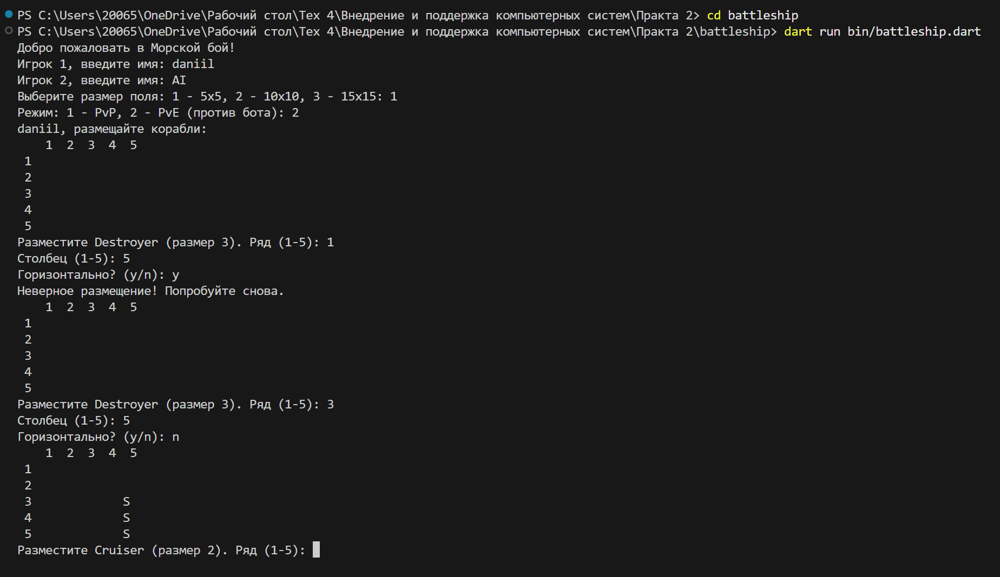 PS C:\Users\20065\OneDrive\Рабочий стол\Тех 4\Внедрение и поддержка компьютерных систем\Практа 2> cd battleship
PS C:\Users\20065\OneDrive\Рабочий стол\Тех 4\Внедрение и поддержка компьютерных систем\Практа 2\battleship> dart run bin/battleship.dart
Добро пожаловать в Морской бой!
Игрок 1, введите имя: daniil
Игрок 2, введите имя: AI
Выберите размер поля: 1 - 5x5, 2 - 10x10, 3 - 15x15: 1
Режим: 1 - PvP, 2 - PvE (против бота): 2
daniil, размещайте корабли:
    1  2  3  4  5
 1
 2
 3
 4
 5
Разместите Destroyer (размер 3). Ряд (1-5): 1
Столбец (1-5): 5
Горизонтально? (y/n): y
Неверное размещение! Попробуйте снова.
    1  2  3  4  5
 1
 2
 3
 4
 5
Разместите Destroyer (размер 3). Ряд (1-5): 3
Столбец (1-5): 5
Горизонтально? (y/n): n
    1  2  3  4  5
 1
 2
 3             S
 4             S
 5             S
Разместите Cruiser (размер 2). Ряд (1-5):